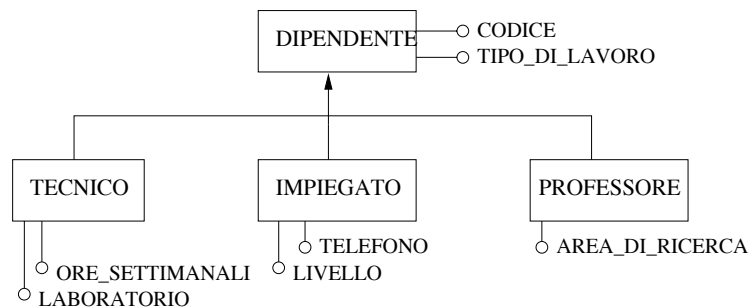 DIPENDENTE
CODICE
TIPO_DI_LAVORO
TECNICO
IMPIEGATO
PROFESSORE
ORE_SETTIMANALI
LABORATORIO
TELEFONO
LIVELLO
AREA_DI_RICERCA